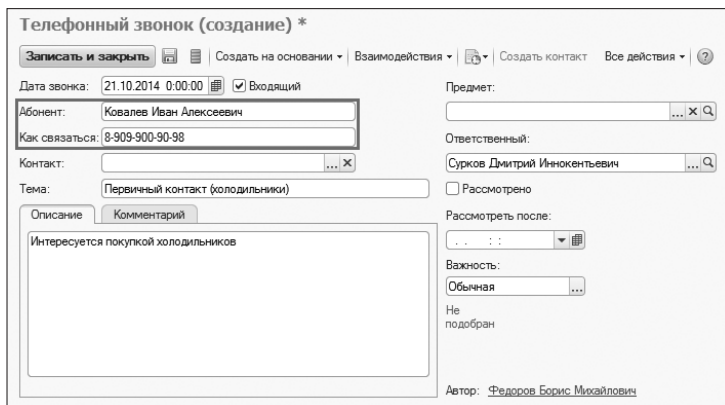 Телефонный звонок (создание) *
Записать и закрыть Создать на основании Взаимодействия Создать контакт Все действия ?
Дата звонка: 21.10.2014 0:00:00 Входящий
Абонент: Ковалев Иван Алексеевич
Как связаться: 8-909-900-90-98
Контакт: ... x
Тема: Первичный контакт (холодильники)
Описание Комментарий
Интересуется покупкой холодильников
Предмет:
... x
Ответственный:
Сурков Дмитрий Иннокентьевич ...
Рассмотрено
Рассмотреть после:
. . : :
Важность:
Обычная ...
Не
подобран
Автор: Федоров Борис Михайлович